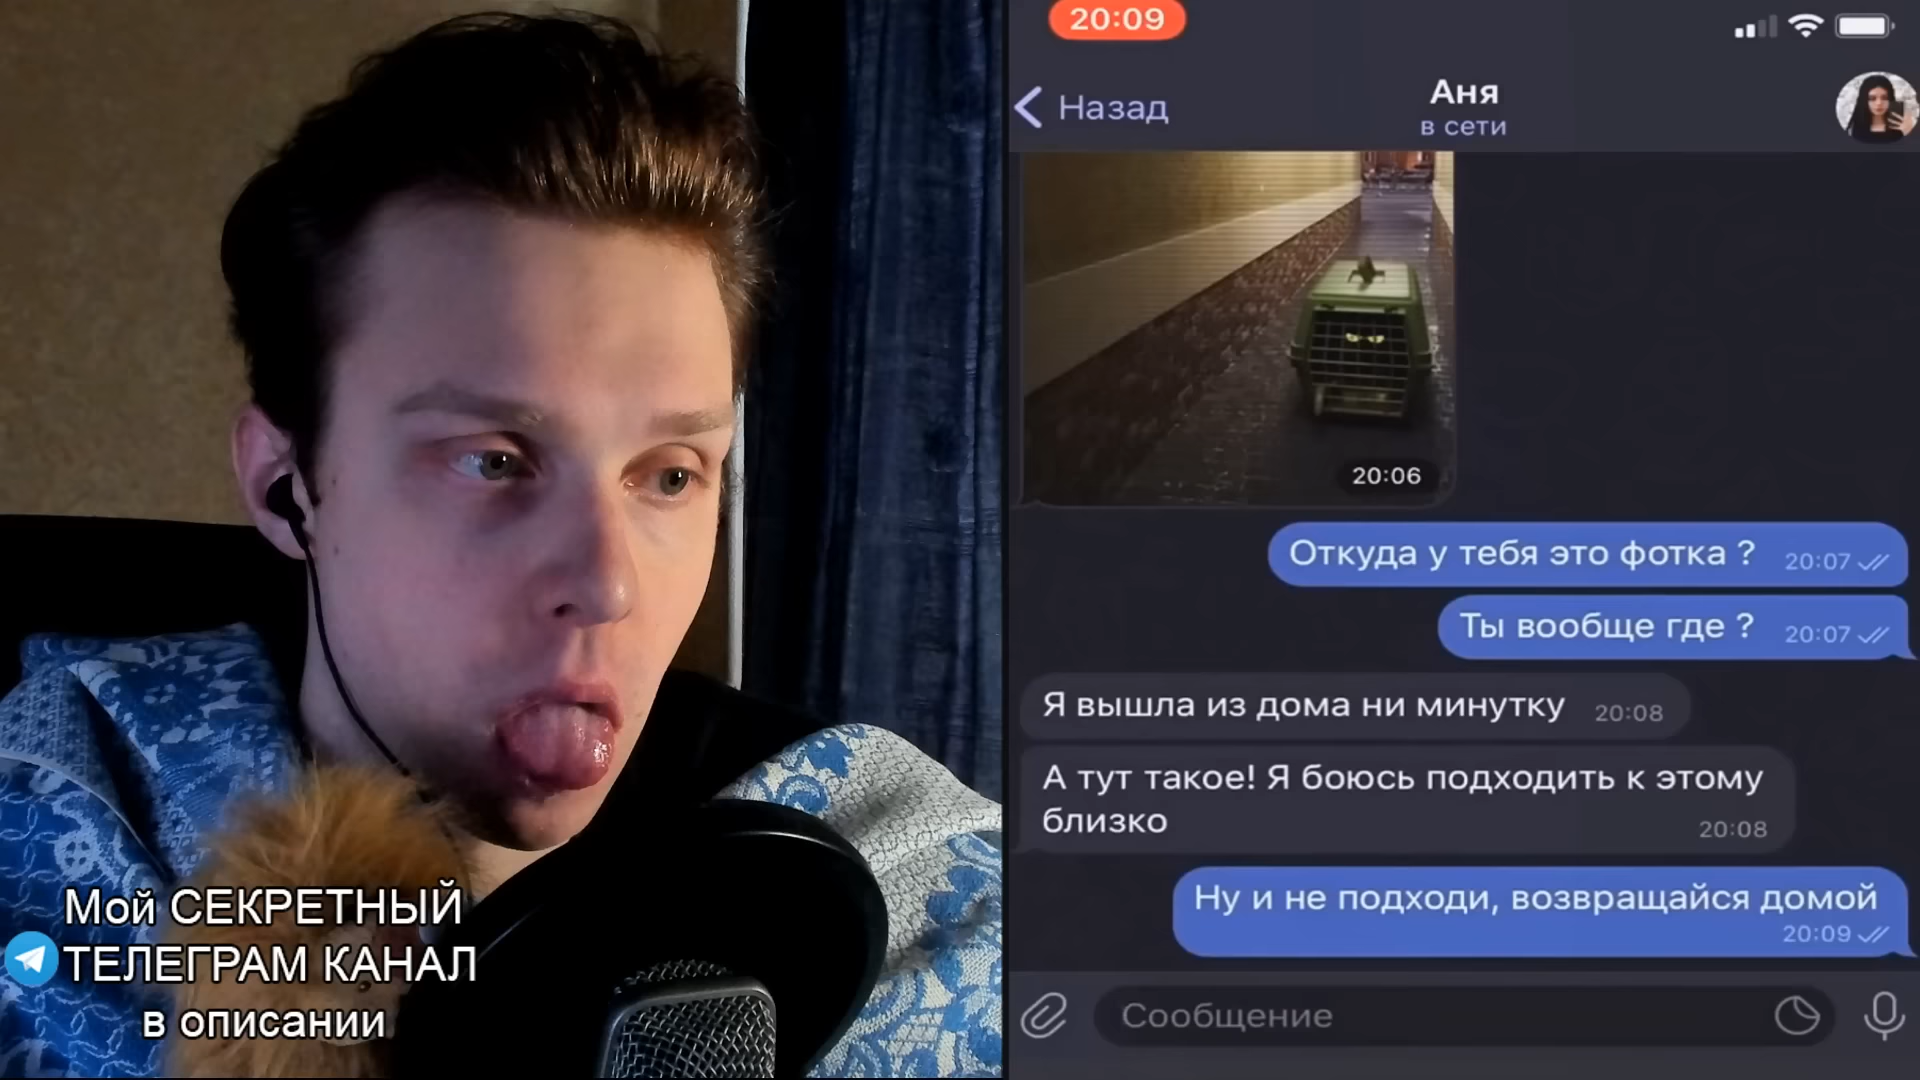 Мой СЕКРЕТНЫЙ
ТЕЛЕГРАМ КАНАЛ
в описании
20:09
Назад
Аня
в сети
20:06
Откуда у тебя это фотка ? 20:07
Ты вообще где ? 20:07
Я вышла из дома ни минутку 20:08
А тут такое! Я боюсь подходить к этому
близко 20:08
Ну и не подходи, возвращайся домой
20:09
Сообщение